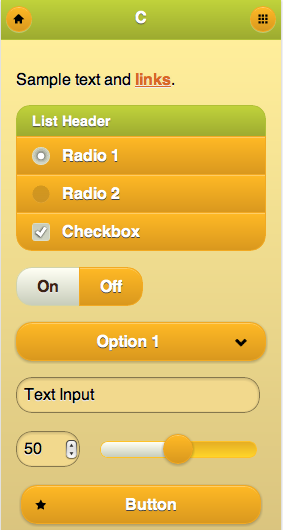 C
Sample text and links.
List Header
Radio 1
Radio 2
Checkbox
On Off
Option 1
Text Input
50
Button